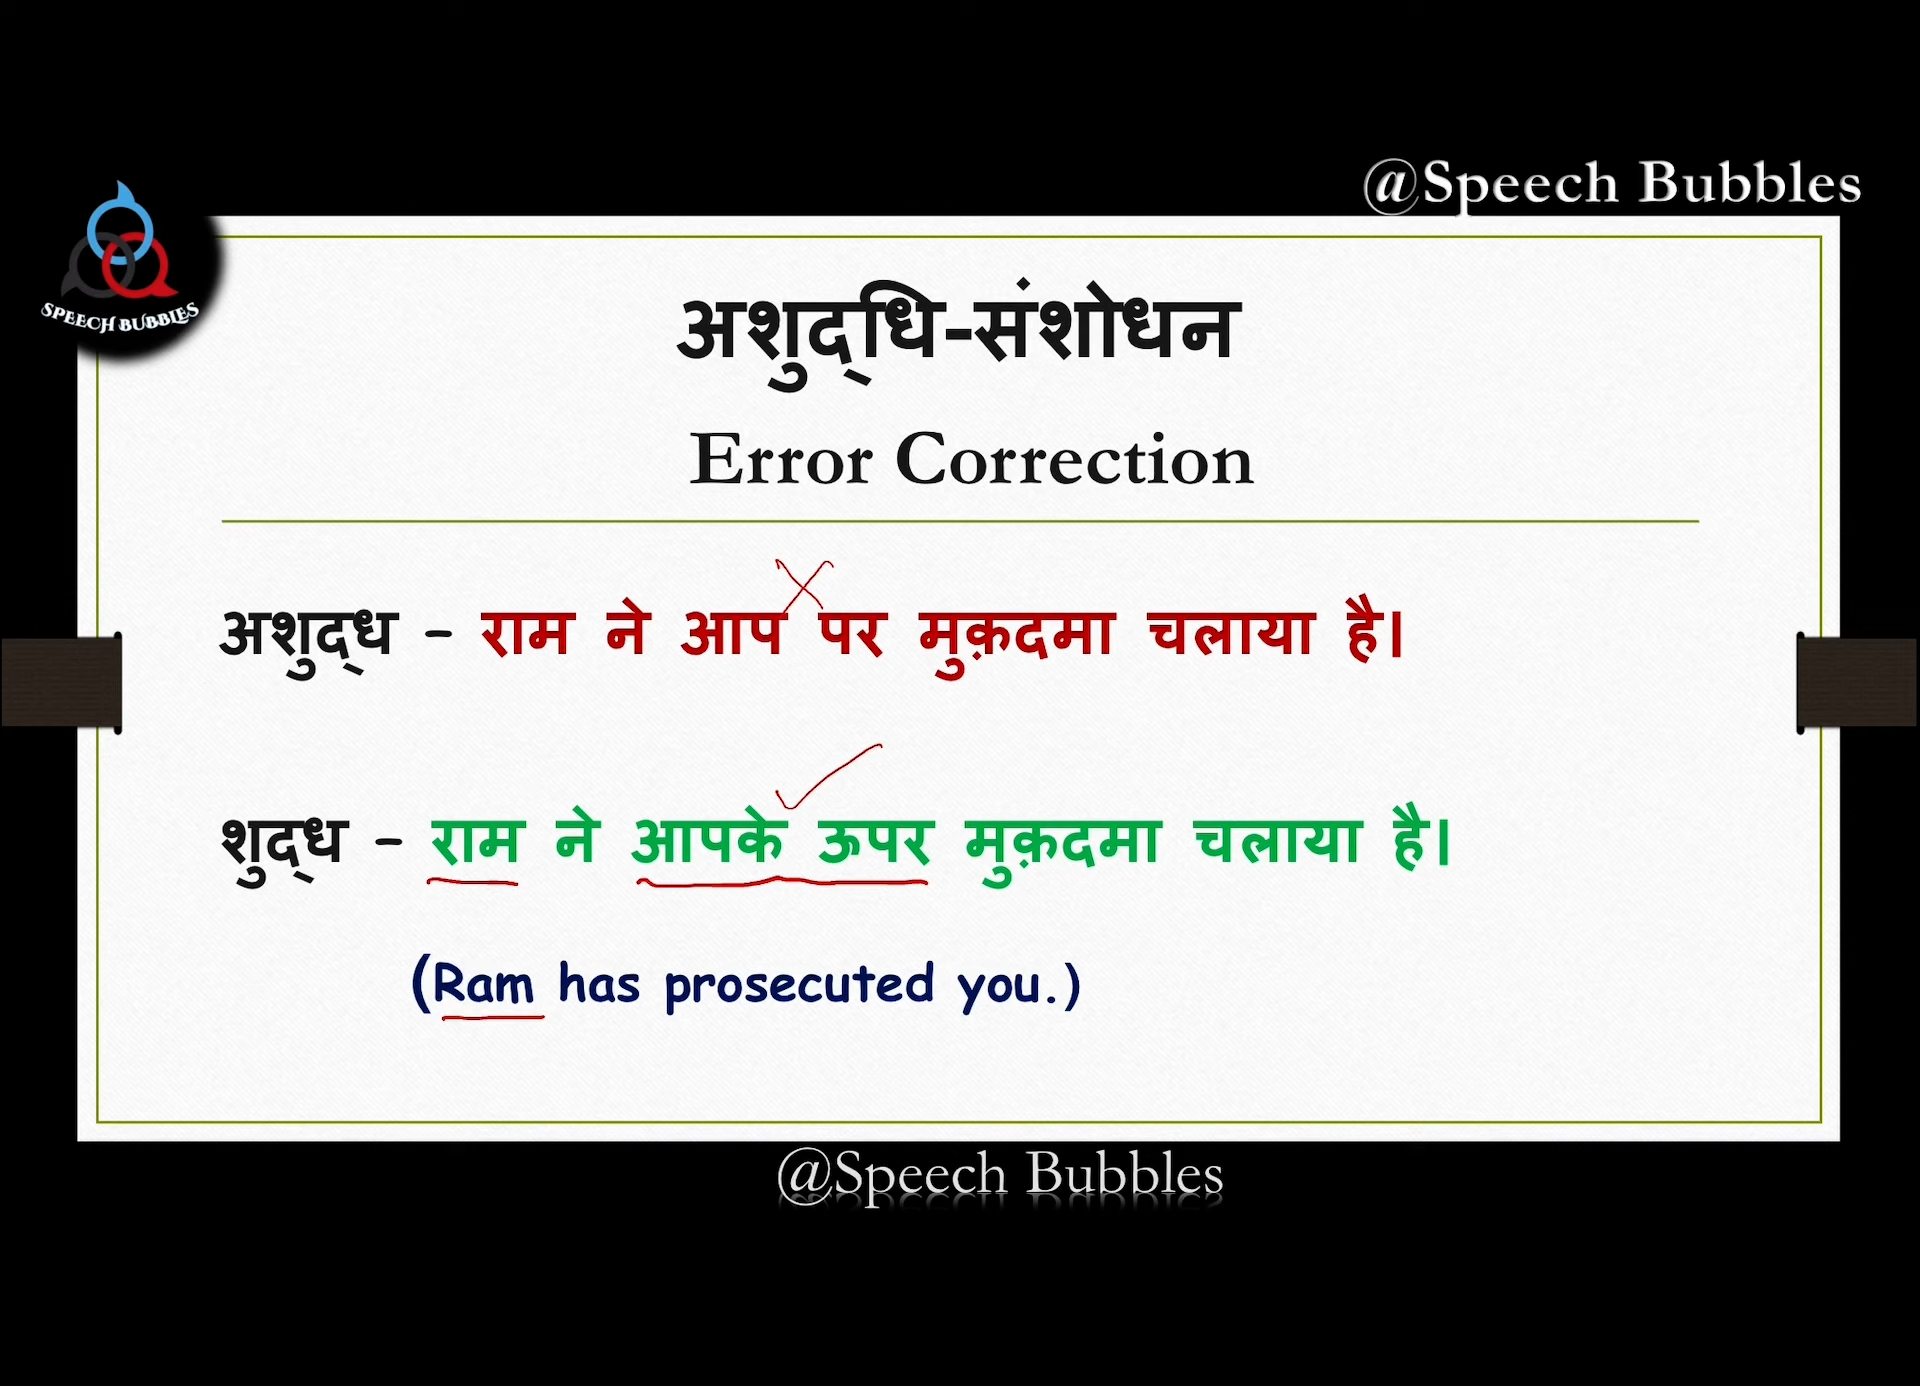 @Speech Bubbles
SPEECH BUBBLES
अशुद्धि-संशोधन
Error Correction
अशुद्ध – राम ने आप पर मुक़दमा चलाया है।
शुद्ध – राम ने आपके ऊपर मुक़दमा चलाया है।
(Ram has prosecuted you.)
@Speech Bubbles